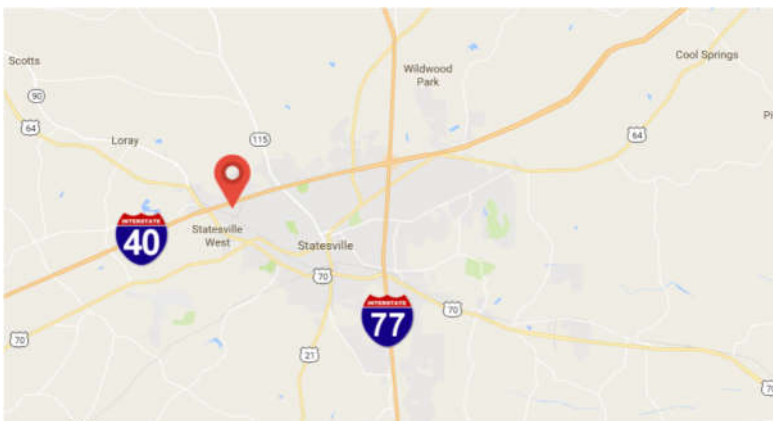 Cool Springs
Scotts
Wildwood
Park
90
64
Loray
115
64
Pi
INTERSTATE
40
Statesville
West
Statesville
70
INTERSTATE
77
70
70
21
70